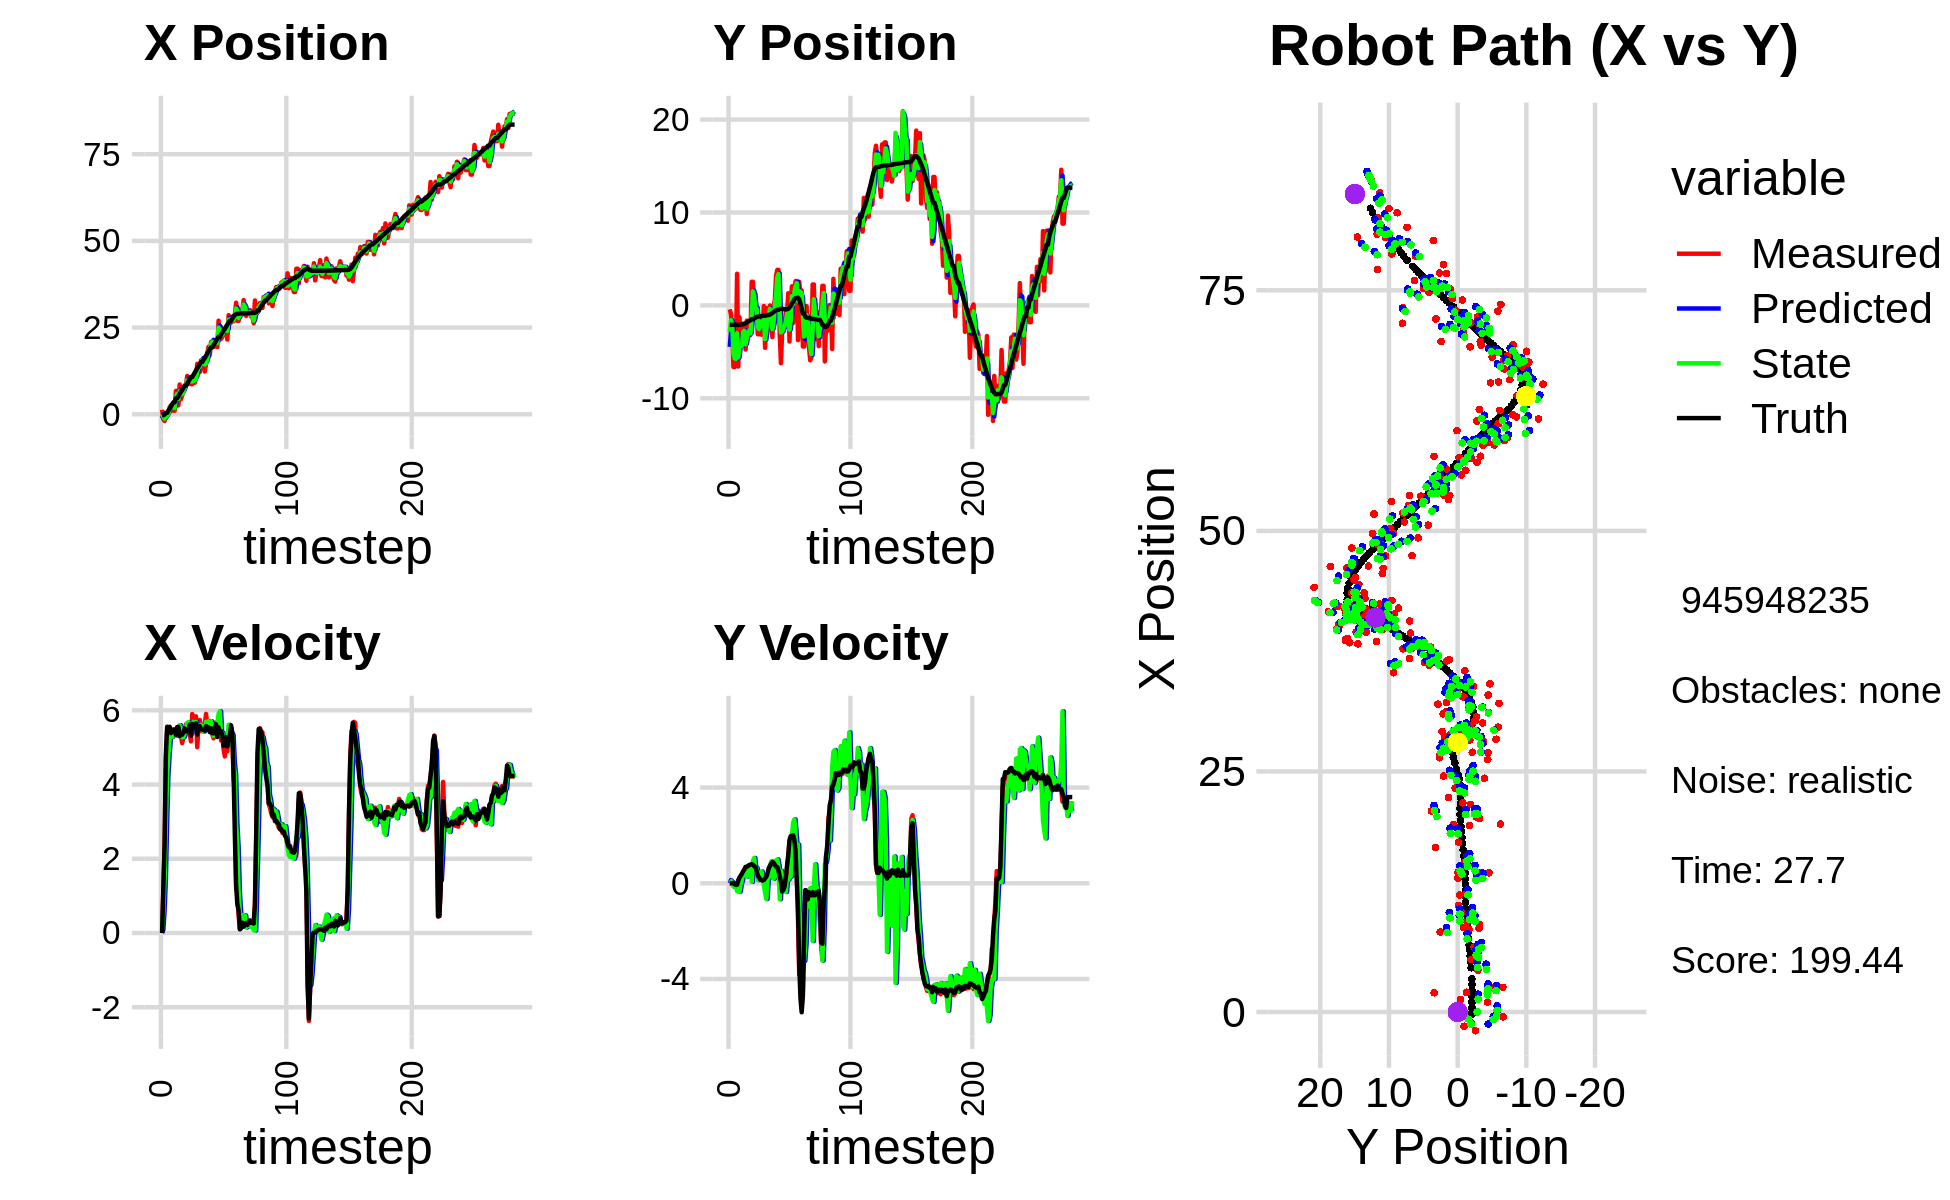 X Position
75
50
25
0
0
100
200
timestep
Y Position
20
10
0
-10
0
100
200
timestep
X Velocity
6
4
2
0
-2
0
100
200
timestep
Y Velocity
4
0
-4
0
100
200
timestep
Robot Path (X vs Y)
X Position
75
50
25
0
20 10 0 -10 -20
Y Position
variable
Measured
Predicted
State
Truth
945948235
Obstacles: none
Noise: realistic
Time: 27.7
Score: 199.44